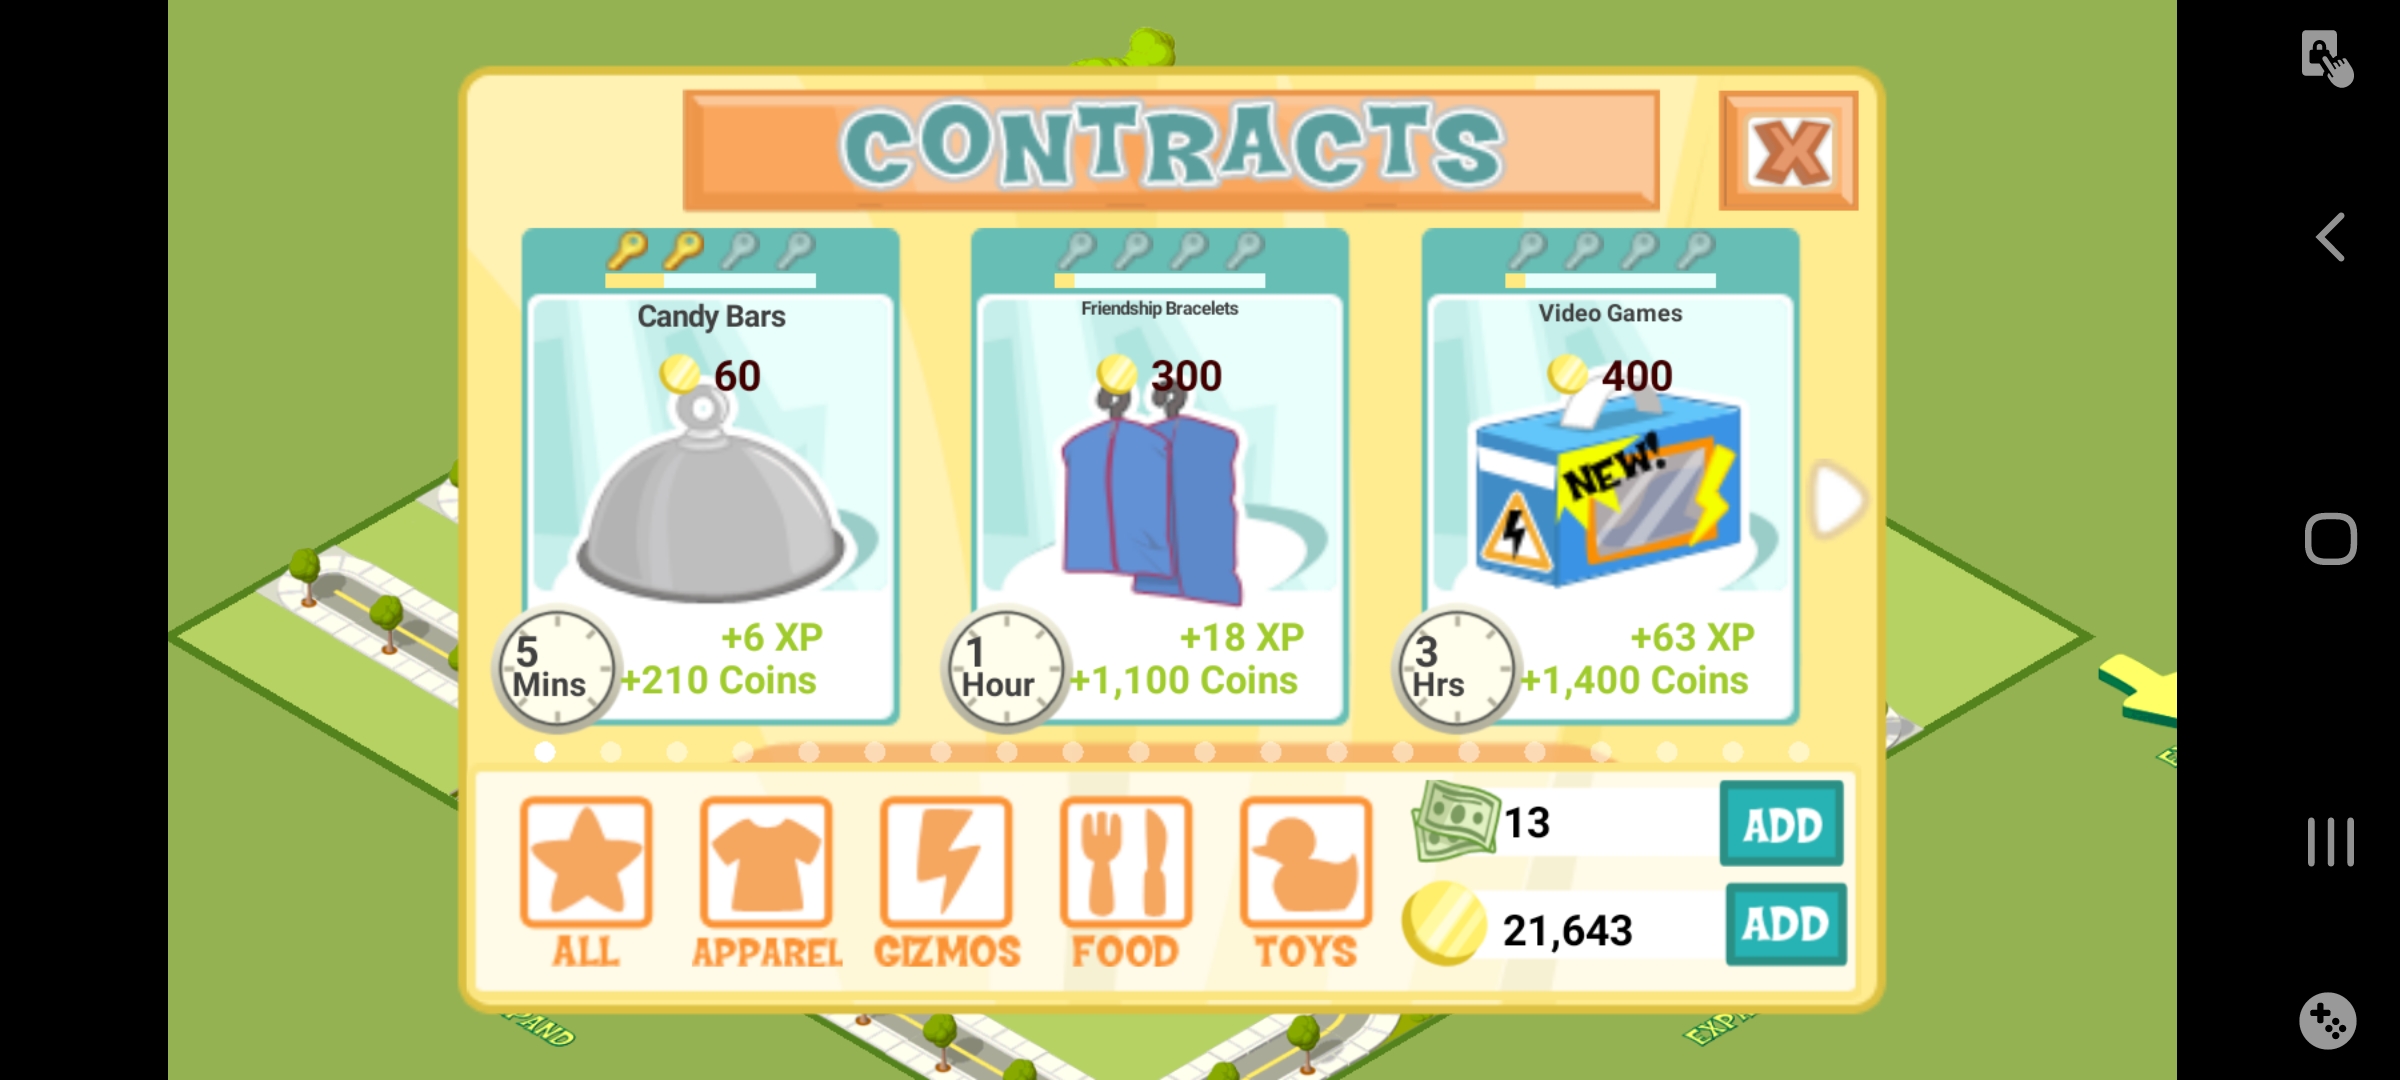 CONTRACTS
X
Candy Bars
60
5
Mins
+6 XP
+210 Coins
Friendship Bracelets
300
1
Hour
+18 XP
+1,100 Coins
Video Games
400
NEW!
3
Hrs
+63 XP
+1,400 Coins
ALL
APPAREL
GIZMOS
FOOD
TOYS
13
ADD
21,643
ADD